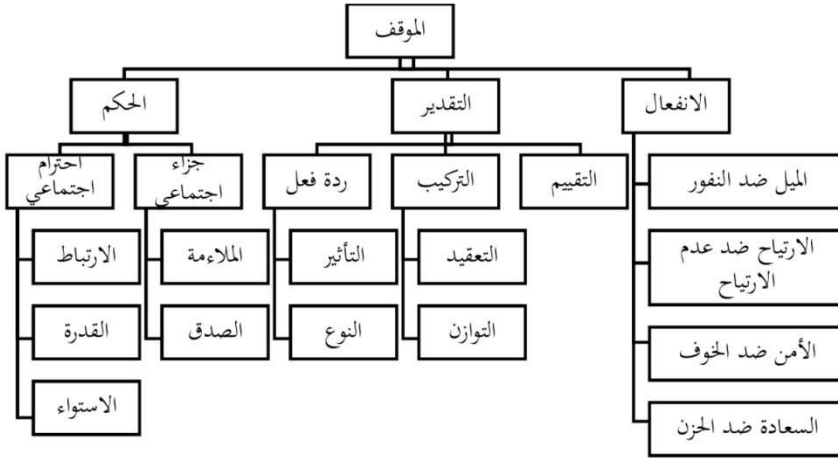 الموقف
الانفعال
التقدير
الحكم
الميل ضد النفور
الارتياح ضد عدم
الارتياح
الأمن ضد الخوف
السعادة ضد الحزن
التقييم
التركيب
التعقيد
التوازن
ردة فعل
التأثير
النوع
جزاء
اجتماعي
الملاءمة
الصدق
احترام
اجتماعي
الارتباط
القدرة
الاستواء